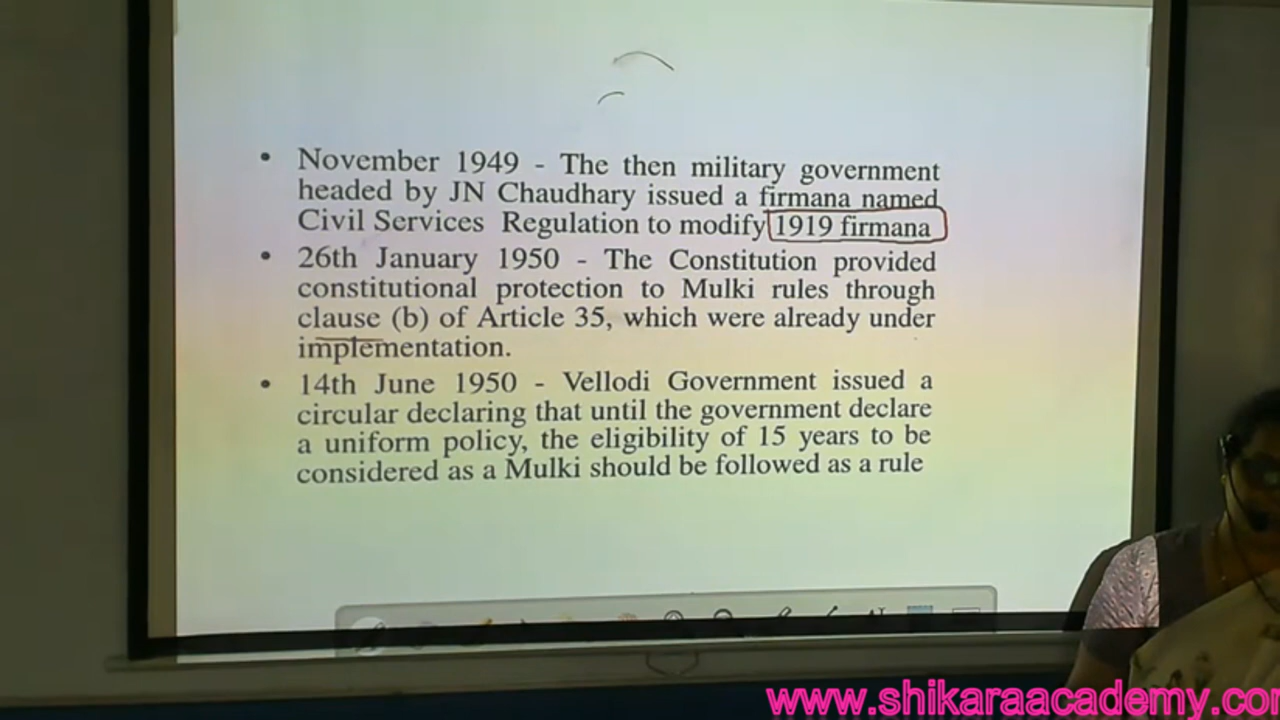 • November 1949 - The then military government
headed by JN Chaudhary issued a firmana named
Civil Services Regulation to modify 1919 firmana
• 26th January 1950 - The Constitution provided
constitutional protection to Mulki rules through
clause (b) of Article 35, which were already under
implementation.
• 14th June 1950 - Vellodi Government issued a
circular declaring that until the government declare
a uniform policy, the eligibility of 15 years to be
considered as a Mulki should be followed as a rule
www.shikaraacademy.co